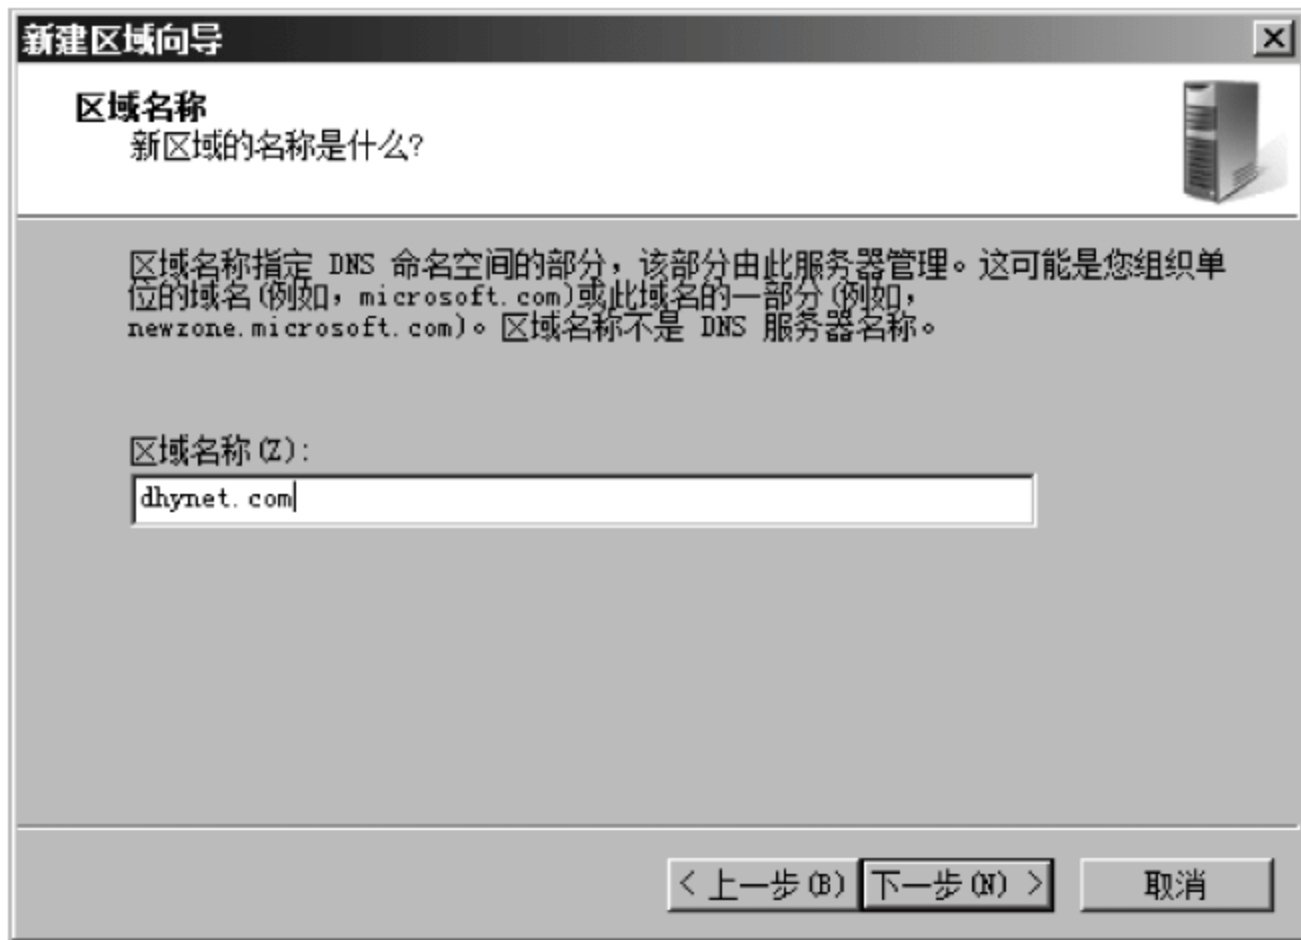 新建区域向导
区域名称
新区域的名称是什么?
区域名称指定 DNS 命名空间的部分，该部分由此服务器管理。这可能是您组织单
位的域名(例如，microsoft.com)或此域名的一部分(例如，
newzone.microsoft.com)。区域名称不是 DNS 服务器名称。
区域名称(Z):
dhynet.com
< 上一步(B) 下一步(N) > 取消